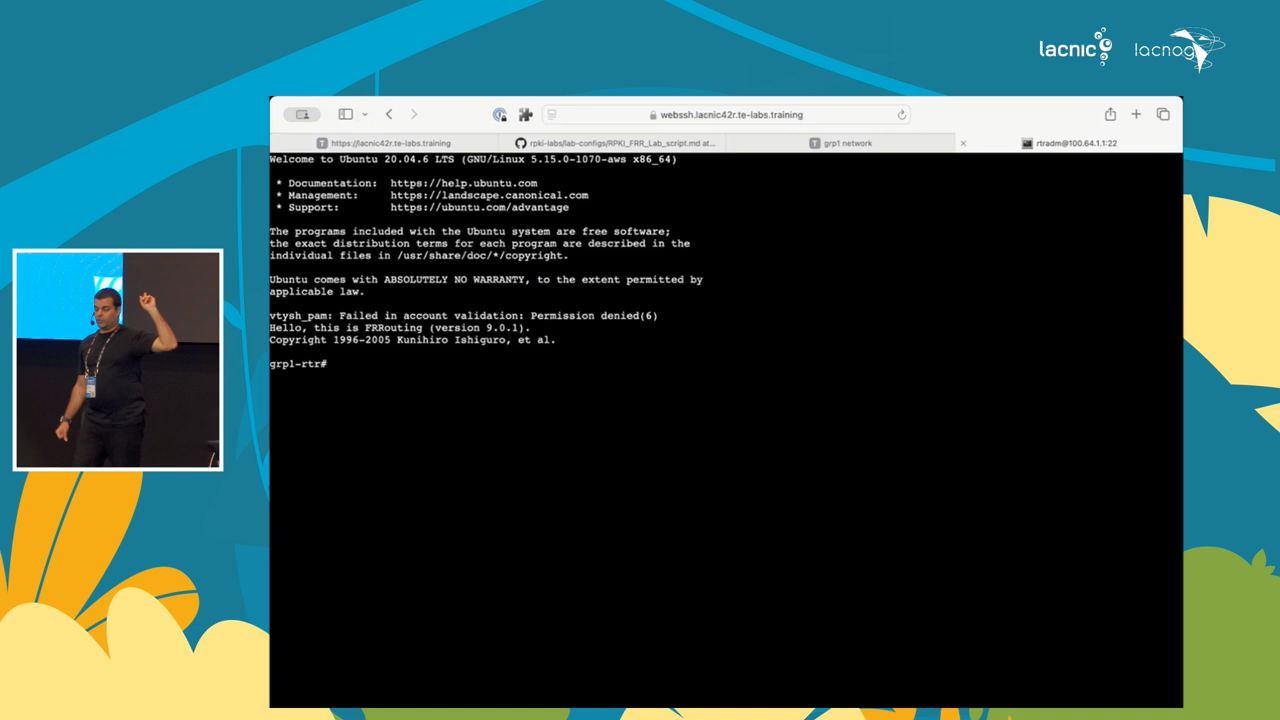 lacnic
lacnog
webssh.lacnic42r.te-labs.training
https://lacnic42r.te-labs.training
rpki-labs/lab-configs/RPKI_FRR_Lab_script.md at...
grp1 network
rtradm@100.64.1.1:22
Welcome to Ubuntu 20.04.6 LTS (GNU/Linux 5.15.0-1070-aws x86_64)
* Documentation: https://help.ubuntu.com
* Management: https://landscape.canonical.com
* Support: https://ubuntu.com/advantage
The programs included with the Ubuntu system are free software;
the exact distribution terms for each program are described in the
individual files in /usr/share/doc/*/copyright.
Ubuntu comes with ABSOLUTELY NO WARRANTY, to the extent permitted by
applicable law.
vtysh_pam: Failed in account validation: Permission denied(6)
Hello, this is FRRouting (version 9.0.1).
Copyright 1996-2005 Kunihiro Ishiguro, et al.
grp1-rtr#